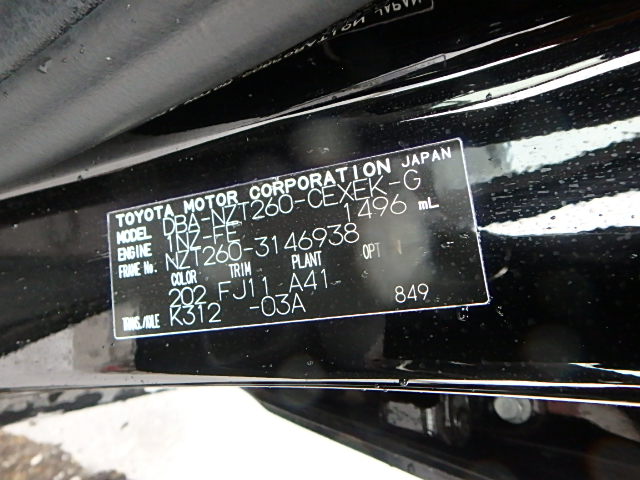 TOYOTA MOTOR CORPORATION JAPAN
MODEL DBA-NZT260-CEXEK-G
ENGINE 1NZ-FE 1496 mL
FRAME No. NZT260-3146938
COLOR TRIM PLANT OPT
202 FJ11 A41
TRANS./AXLE K312 -03A 849